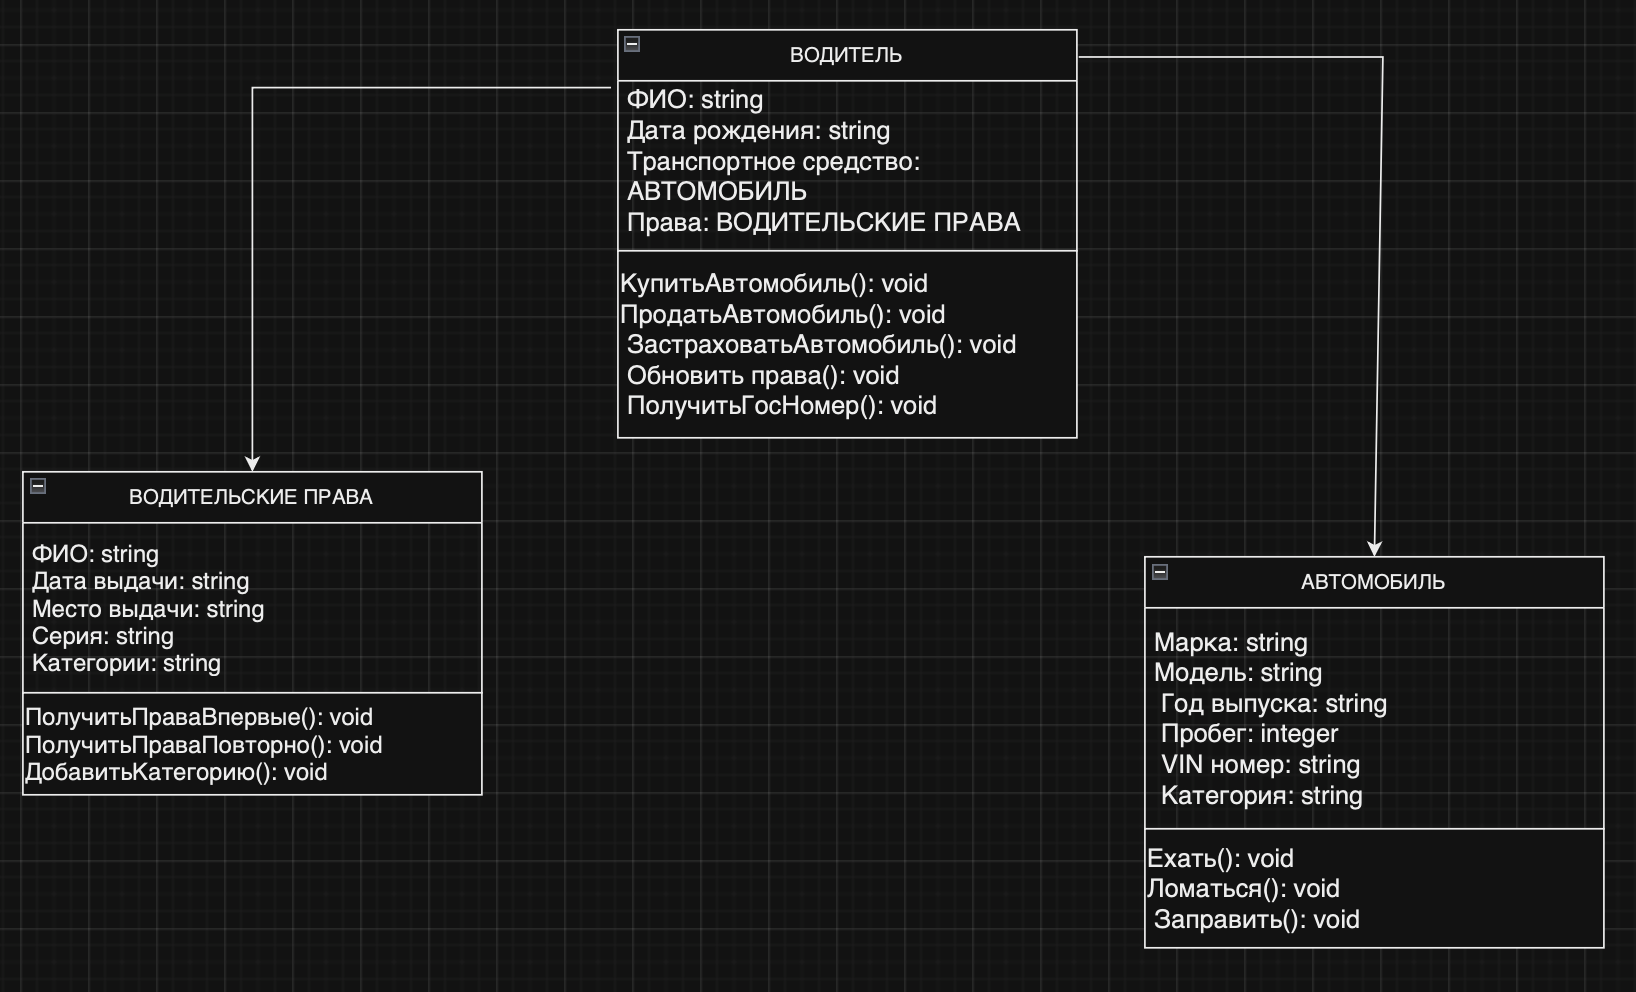 ВОДИТЕЛЬ
ФИО: string
Дата рождения: string
Транспортное средство:
АВТОМОБИЛЬ
Права: ВОДИТЕЛЬСКИЕ ПРАВА
КупитьАвтомобиль(): void
ПродатьАвтомобиль(): void
ЗастраховатьАвтомобиль(): void
Обновить права(): void
ПолучитьГосНомер(): void
ВОДИТЕЛЬСКИЕ ПРАВА
ФИО: string
Дата выдачи: string
Место выдачи: string
Серия: string
Категории: string
ПолучитьПраваВпервые(): void
ПолучитьПраваПовторно(): void
ДобавитьКатегорию(): void
АВТОМОБИЛЬ
Марка: string
Модель: string
Год выпуска: string
Пробег: integer
VIN номер: string
Категория: string
Ехать(): void
Ломаться(): void
Заправить(): void